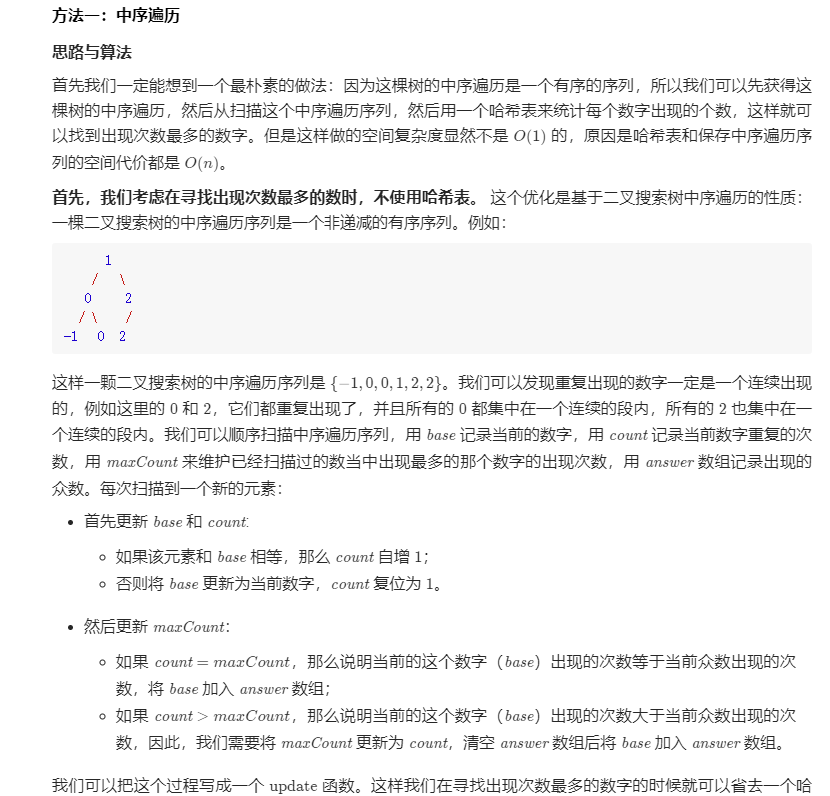 方法一：中序遍历
思路与算法
首先我们一定能想到一个最朴素的做法：因为这棵树的中序遍历是一个有序的序列，所以我们可以先获得这
棵树的中序遍历，然后从扫描这个中序遍历序列，然后用一个哈希表来统计每个数字出现的个数，这样就可
以找到出现次数最多的数字。但是这样做的空间复杂度显然不是 O(1) 的，原因是哈希表和保存中序遍历序
列的空间代价都是 O(n)。
首先，我们考虑在寻找出现次数最多的数时，不使用哈希表。 这个优化是基于二叉搜索树中序遍历的性质：
一棵二叉搜索树的中序遍历序列是一个非递减的有序序列。例如：
1
/ \
0 2
/ \ /
-1 0 2
这样一颗二叉搜索树的中序遍历序列是 {−1, 0, 0, 1, 2, 2}。我们可以发现重复出现的数字一定是一个连续出现
的，例如这里的 0 和 2，它们都重复出现了，并且所有的 0 都集中在一个连续的段内，所有的 2 也集中在一
个连续的段内。我们可以顺序扫描中序遍历序列，用 base 记录当前的数字，用 count 记录当前数字重复的次
数，用 maxCount 来维护已经扫描过的数当中出现最多的那个数字的出现次数，用 answer 数组记录出现的
众数。每次扫描到一个新的元素：
• 首先更新 base 和 count:
◦ 如果该元素和 base 相等，那么 count 自增 1；
◦ 否则将 base 更新为当前数字，count 复位为 1。
• 然后更新 maxCount：
◦ 如果 count = maxCount，那么说明当前的这个数字（base）出现的次数等于当前众数出现的次
数，将 base 加入 answer 数组；
◦ 如果 count > maxCount，那么说明当前的这个数字（base）出现的次数大于当前众数出现的次
数，因此，我们需要将 maxCount 更新为 count，清空 answer 数组后将 base 加入 answer 数组。
我们可以把这个过程写成一个 update 函数。这样我们在寻找出现次数最多的数字的时候就可以省去一个哈